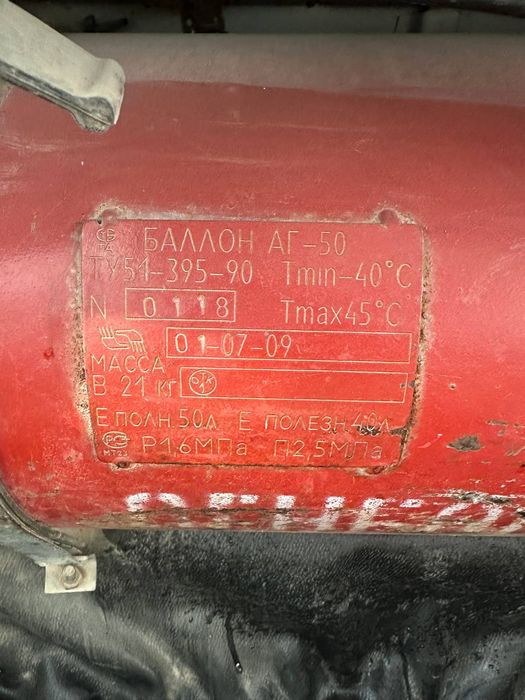 БАЛЛОН АГ-50
ТУ51-395-90 Tmin-40°C
N 0118 Tmax45°C
01-07-09
МАССА
В 21 кг
Е ПОЛН.50л Е ПОЛЕЗН.40л
Р1,6МПа П2,5МПа